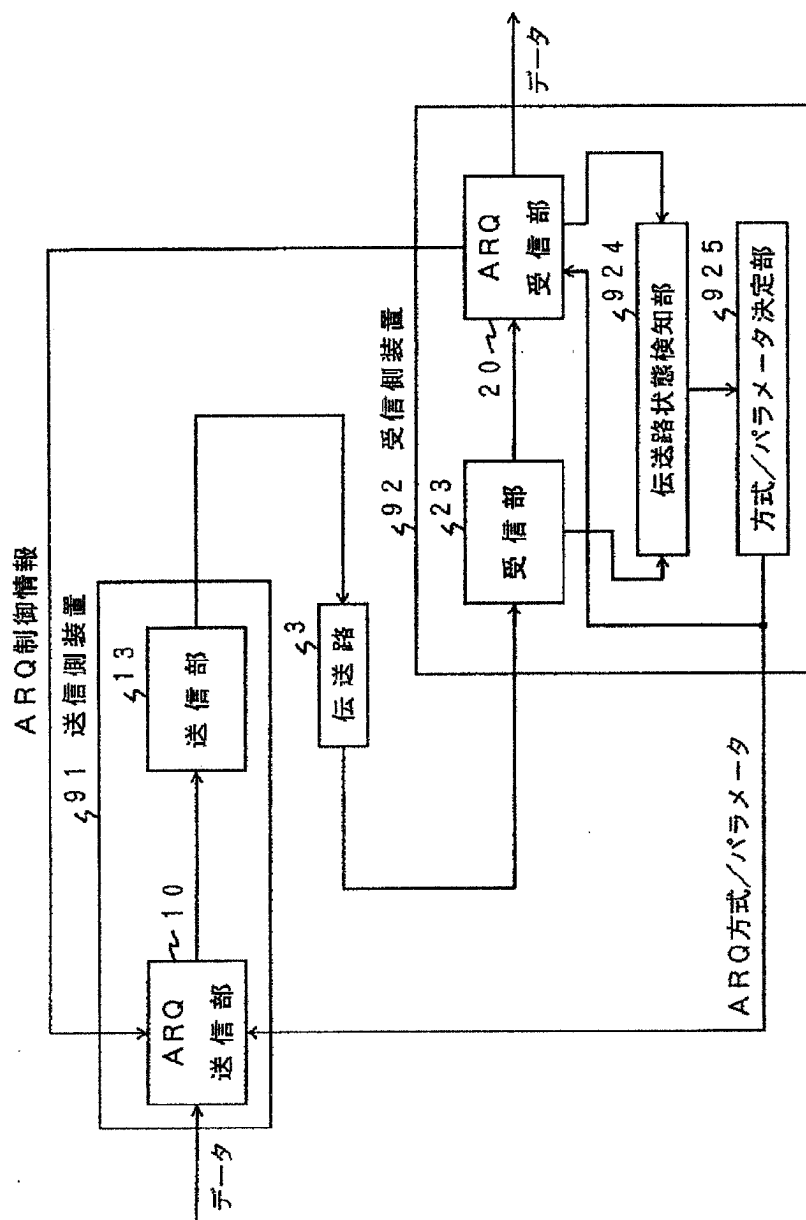 ARQ制御情報
91 送信側装置
データ
ARQ
送信部
10
送信部
13
伝送路
3
92 受信側装置
受信部
23
ARQ
受信部
20
データ
伝送路状態検知部
924
方式/パラメータ決定部
925
ARQ方式/パラメータ